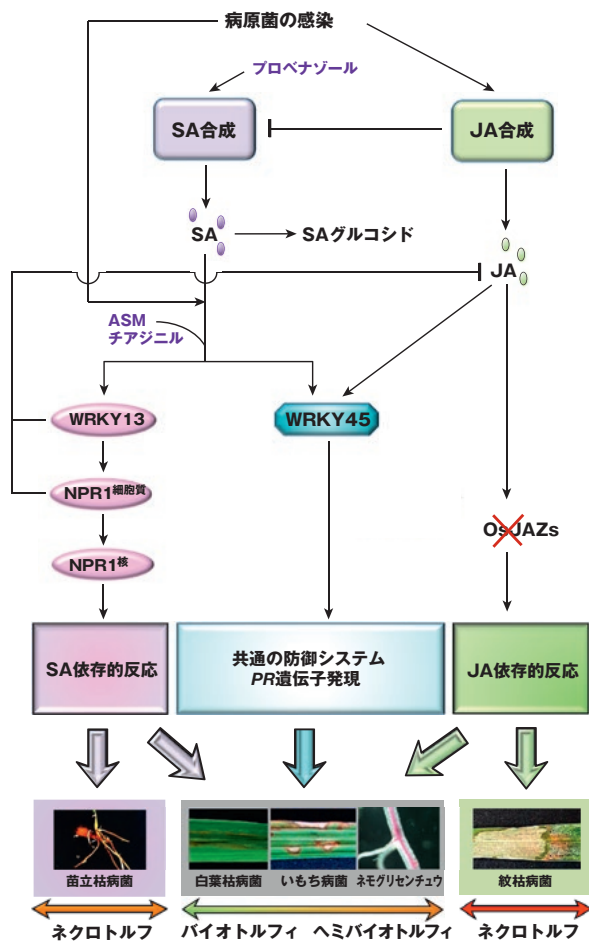 病原菌の感染
プロベナゾール
SA合成
JA合成
SA
SAグルコシド
JA
ASM
チアジニル
WRKY13
WRKY45
NPR1細胞質
OsJAZs
NPR1核
SA依存的反応
共通の防御システム
PR遺伝子発現
JA依存的反応
苗立枯病菌
白葉枯病菌
いもち病菌
ネモグリセンチュウ
紋枯病菌
ネクロトルフ
バイオトルフィ
ヘミバイオトルフィ
ネクロトルフ